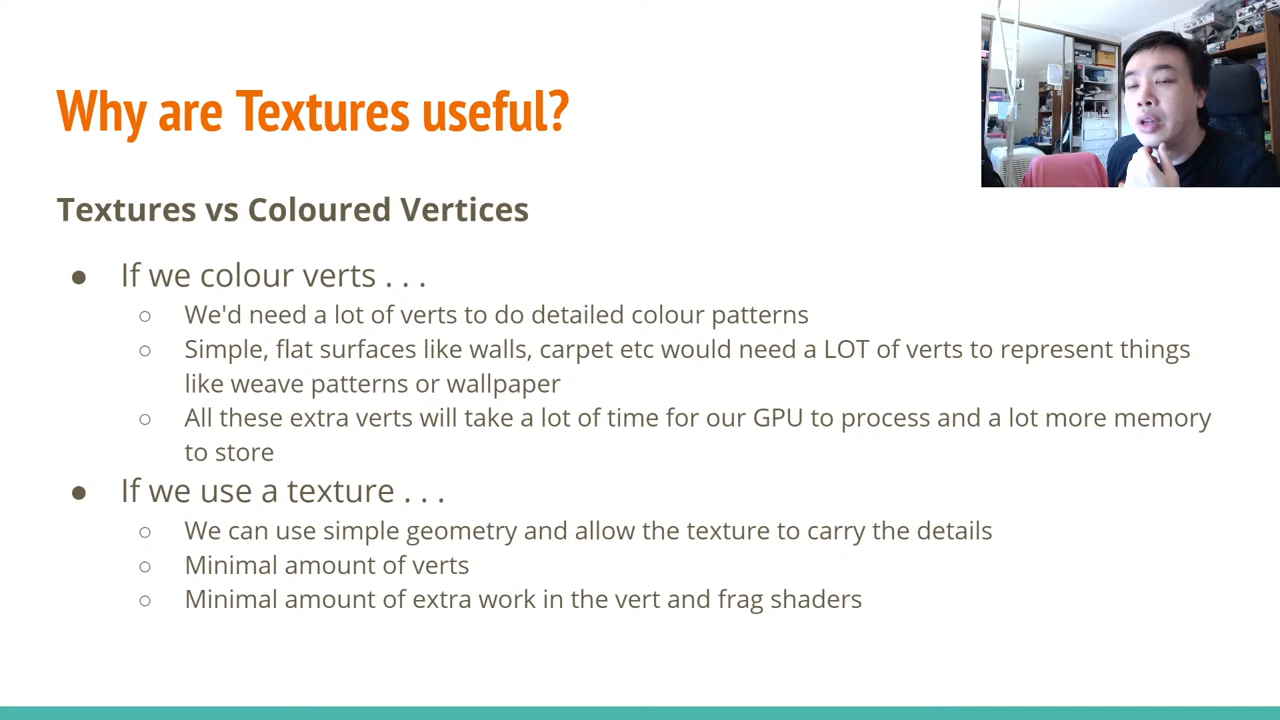 Why are Textures useful?
Textures vs Coloured Vertices
● If we colour verts . . .
○ We'd need a lot of verts to do detailed colour patterns
○ Simple, flat surfaces like walls, carpet etc would need a LOT of verts to represent things
like weave patterns or wallpaper
○ All these extra verts will take a lot of time for our GPU to process and a lot more memory
to store
● If we use a texture . . .
○ We can use simple geometry and allow the texture to carry the details
○ Minimal amount of verts
○ Minimal amount of extra work in the vert and frag shaders